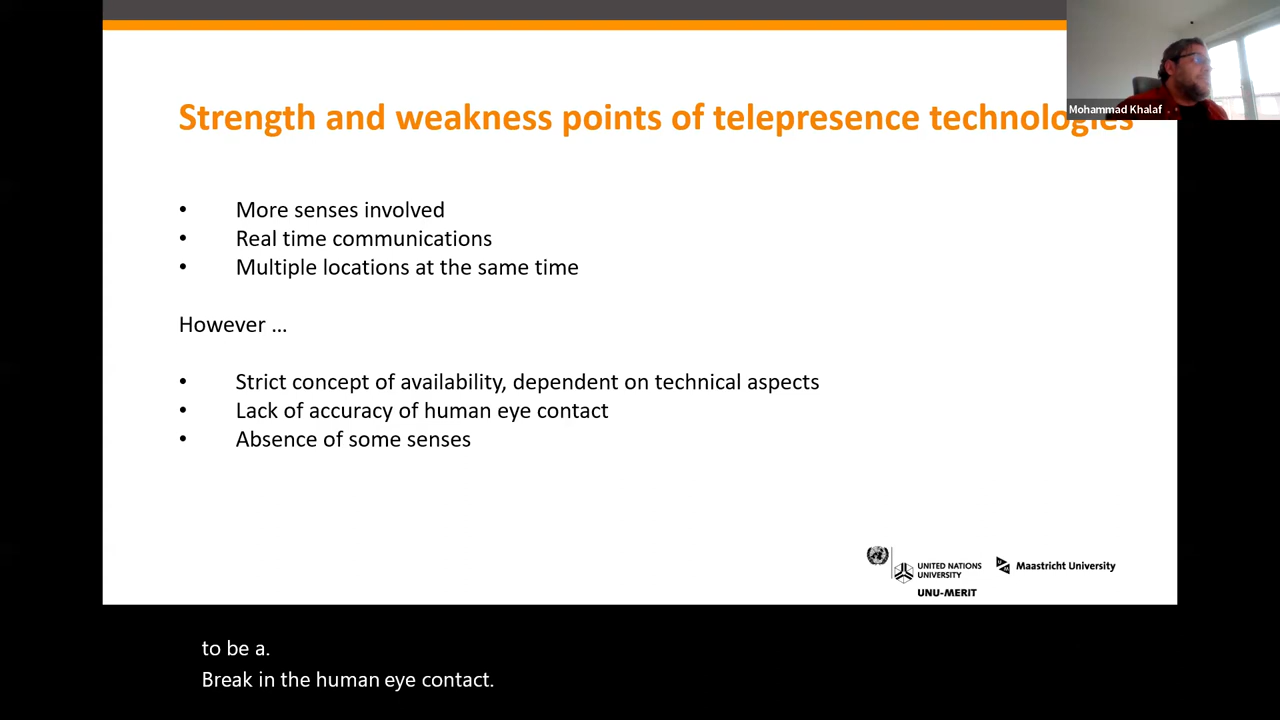 Strength and weakness points of telepresence technologies
Mohammad Khalaf
• More senses involved
• Real time communications
• Multiple locations at the same time
However ...
• Strict concept of availability, dependent on technical aspects
• Lack of accuracy of human eye contact
• Absence of some senses
UNITED NATIONS
UNIVERSITY
UNU-MERIT
Maastricht University
to be a.
Break in the human eye contact.